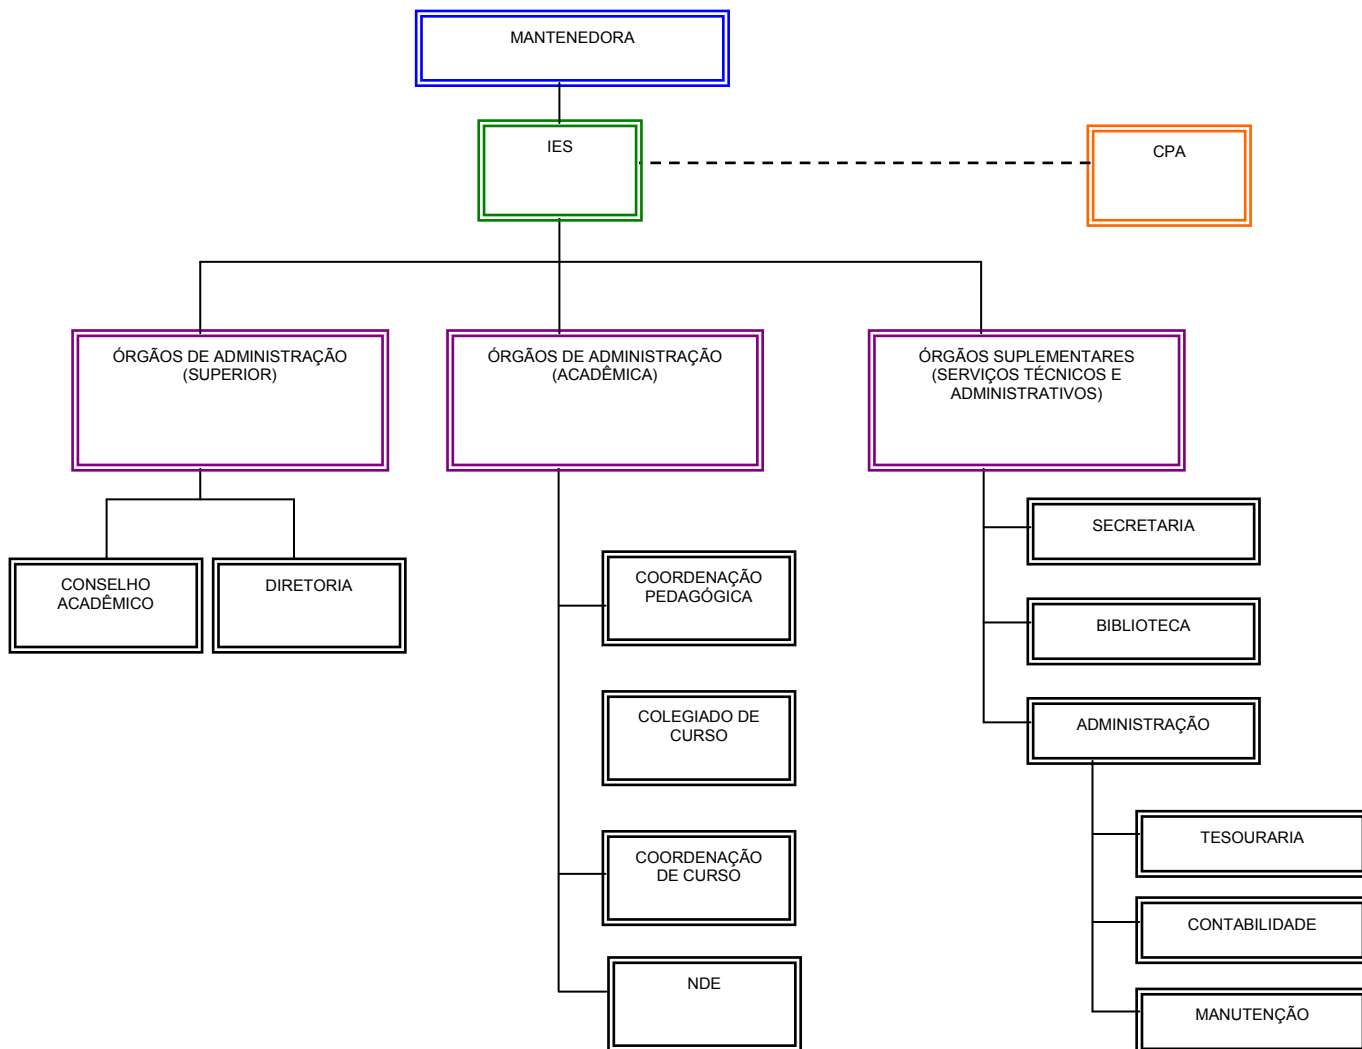 MANTENEDORA
IES
CPA
ÓRGÃOS DE ADMINISTRAÇÃO
(SUPERIOR)
ÓRGÃOS DE ADMINISTRAÇÃO
(ACADÊMICA)
ÓRGÃOS SUPLEMENTARES
(SERVIÇOS TÉCNICOS E
ADMINISTRATIVOS)
CONSELHO
ACADÊMICO
DIRETORIA
COORDENAÇÃO
PEDAGÓGICA
COLEGIADO DE
CURSO
COORDENAÇÃO
DE CURSO
NDE
SECRETARIA
BIBLIOTECA
ADMINISTRAÇÃO
TESOURARIA
CONTABILIDADE
MANUTENÇÃO